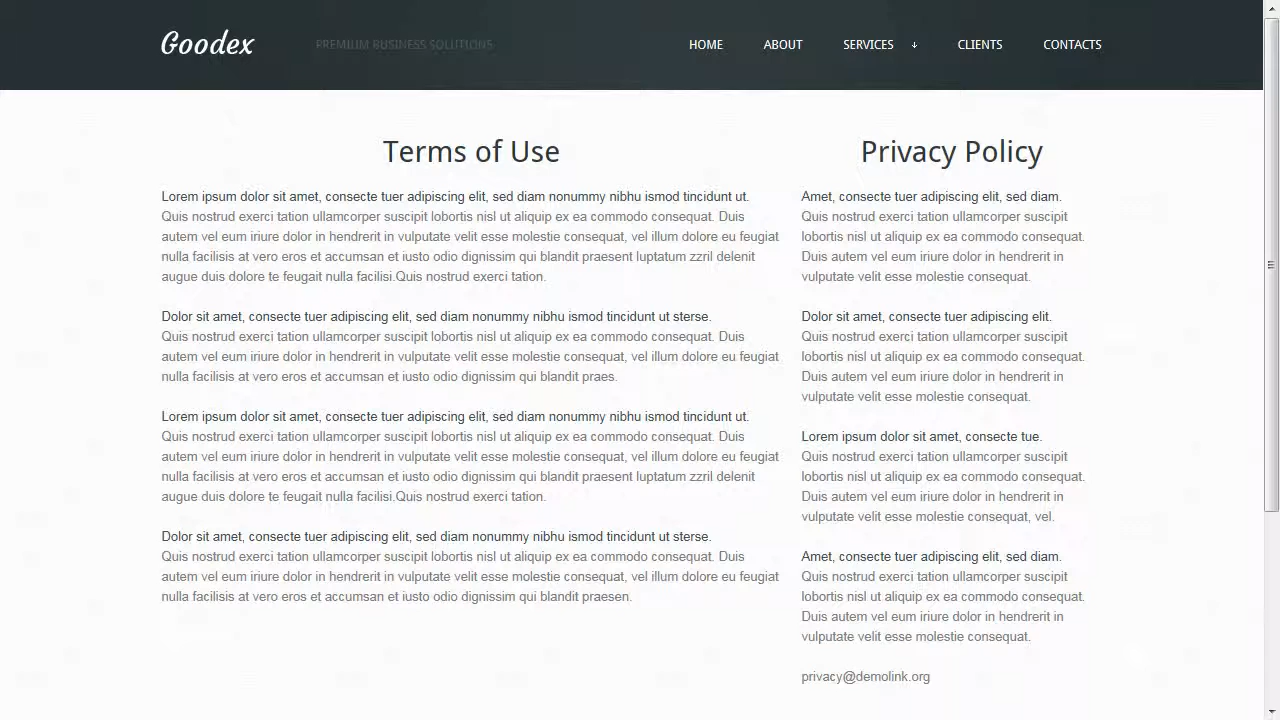 Goodex
PREMIUM BUSINESS SOLUTIONS
HOME ABOUT SERVICES CLIENTS CONTACTS
Terms of Use
Lorem ipsum dolor sit amet, consecte tuer adipiscing elit, sed diam nonummy nibhu ismod tincidunt ut.
Quis nostrud exerci tation ullamcorper suscipit lobortis nisl ut aliquip ex ea commodo consequat. Duis
autem vel eum iriure dolor in hendrerit in vulputate velit esse molestie consequat, vel illum dolore eu feugiat
nulla facilisis at vero eros et accumsan et iusto odio dignissim qui blandit praesent luptatum zzril delenit
augue duis dolore te feugait nulla facilisi.Quis nostrud exerci tation.
Dolor sit amet, consecte tuer adipiscing elit, sed diam nonummy nibhu ismod tincidunt ut sterse.
Quis nostrud exerci tation ullamcorper suscipit lobortis nisl ut aliquip ex ea commodo consequat. Duis
autem vel eum iriure dolor in hendrerit in vulputate velit esse molestie consequat, vel illum dolore eu feugiat
nulla facilisis at vero eros et accumsan et iusto odio dignissim qui blandit praes.
Lorem ipsum dolor sit amet, consecte tuer adipiscing elit, sed diam nonummy nibhu ismod tincidunt ut.
Quis nostrud exerci tation ullamcorper suscipit lobortis nisl ut aliquip ex ea commodo consequat. Duis
autem vel eum iriure dolor in hendrerit in vulputate velit esse molestie consequat, vel illum dolore eu feugiat
nulla facilisis at vero eros et accumsan et iusto odio dignissim qui blandit praesent luptatum zzril delenit
augue duis dolore te feugait nulla facilisi.Quis nostrud exerci tation.
Dolor sit amet, consecte tuer adipiscing elit, sed diam nonummy nibhu ismod tincidunt ut sterse.
Quis nostrud exerci tation ullamcorper suscipit lobortis nisl ut aliquip ex ea commodo consequat. Duis
autem vel eum iriure dolor in hendrerit in vulputate velit esse molestie consequat, vel illum dolore eu feugiat
nulla facilisis at vero eros et accumsan et iusto odio dignissim qui blandit praesen.
Privacy Policy
Amet, consecte tuer adipiscing elit, sed diam.
Quis nostrud exerci tation ullamcorper suscipit
lobortis nisl ut aliquip ex ea commodo consequat.
Duis autem vel eum iriure dolor in hendrerit in
vulputate velit esse molestie consequat.
Dolor sit amet, consecte tuer adipiscing elit.
Quis nostrud exerci tation ullamcorper suscipit
lobortis nisl ut aliquip ex ea commodo consequat.
Duis autem vel eum iriure dolor in hendrerit in
vulputate velit esse molestie consequat.
Lorem ipsum dolor sit amet, consecte tue.
Quis nostrud exerci tation ullamcorper suscipit
lobortis nisl ut aliquip ex ea commodo consequat.
Duis autem vel eum iriure dolor in hendrerit in
vulputate velit esse molestie consequat, vel.
Amet, consecte tuer adipiscing elit, sed diam.
Quis nostrud exerci tation ullamcorper suscipit
lobortis nisl ut aliquip ex ea commodo consequat.
Duis autem vel eum iriure dolor in hendrerit in
vulputate velit esse molestie consequat.
privacy@demolink.org